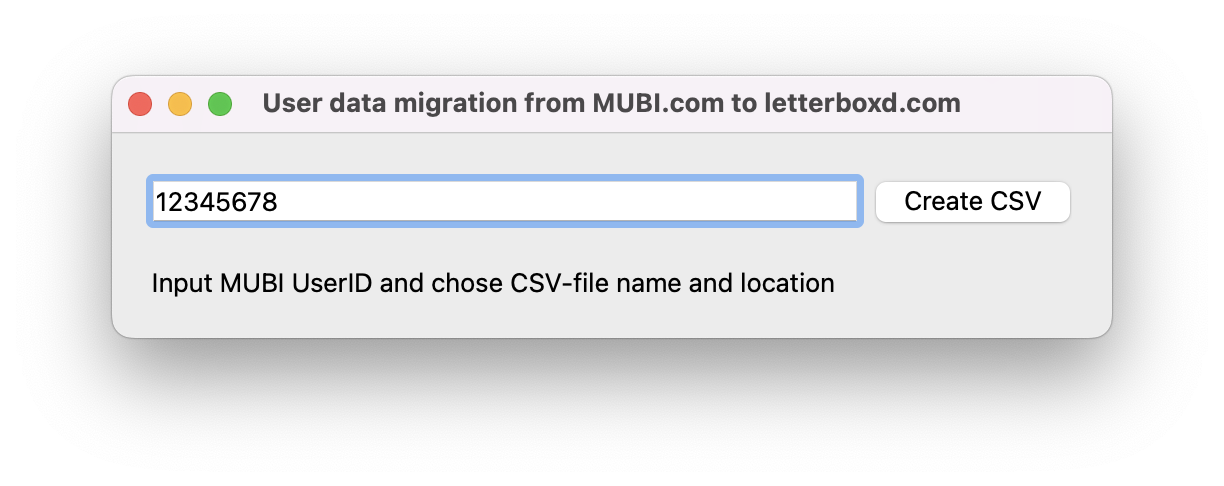 User data migration from MUBI.com to letterboxd.com
12345678
Create CSV
Input MUBI UserID and chose CSV-file name and location